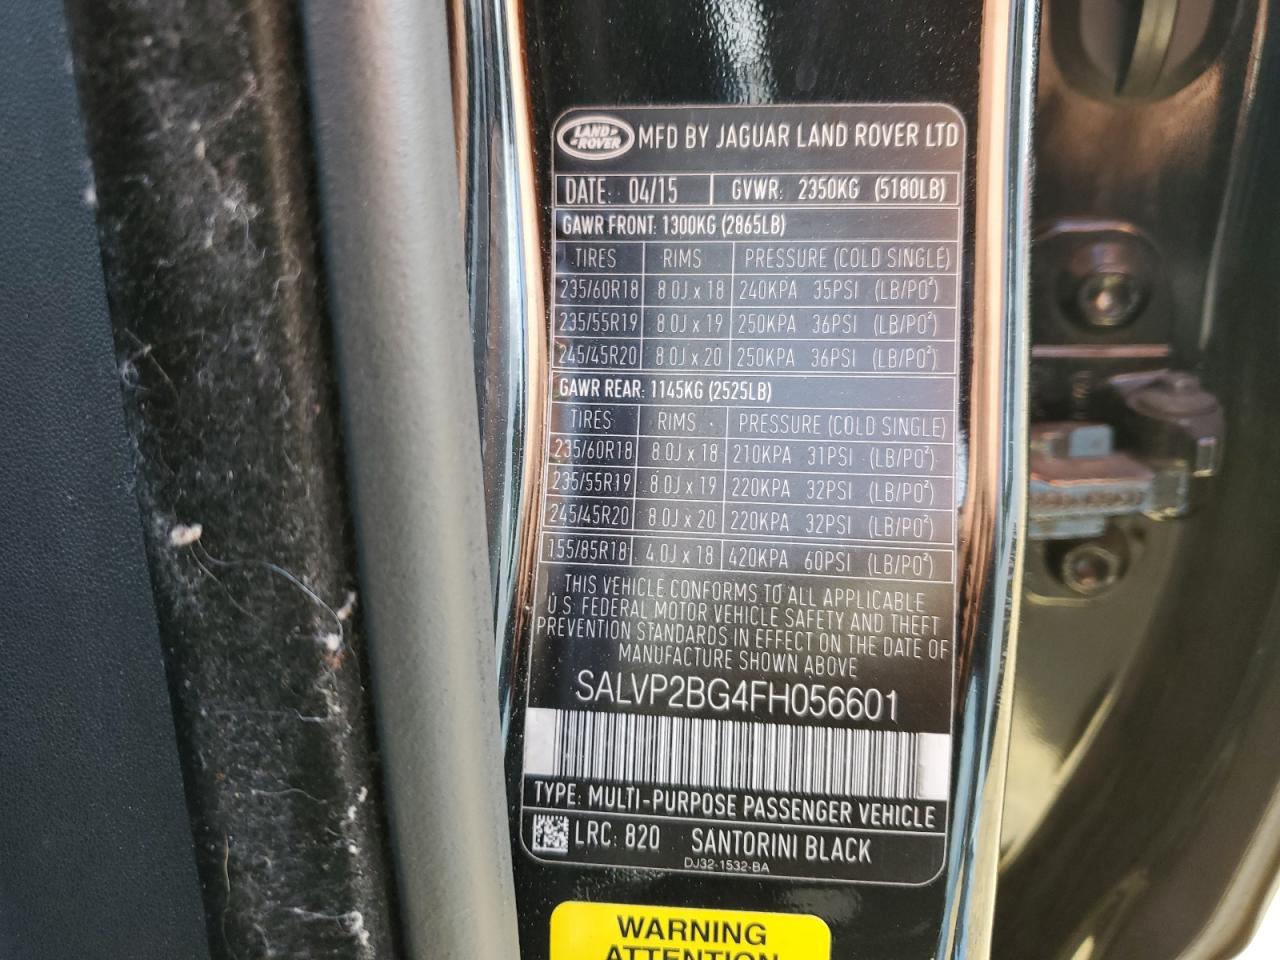 LAND ROVER MFD BY JAGUAR LAND ROVER LTD
DATE: 04/15 GVWR: 2350KG (5180LB)
GAWR FRONT: 1300KG (2865LB)
TIRES RIMS PRESSURE (COLD SINGLE)
235/60R18 8.0J x 18 240KPA 35PSI (LB/PO²)
235/55R19 8.0J x 19 250KPA 36PSI (LB/PO²)
245/45R20 8.0J x 20 250KPA 36PSI (LB/PO²)
GAWR REAR: 1145KG (2525LB)
TIRES RIMS PRESSURE (COLD SINGLE)
235/60R18 8.0J x 18 210KPA 31PSI (LB/PO²)
235/55R19 8.0J x 19 220KPA 32PSI (LB/PO²)
245/45R20 8.0J x 20 220KPA 32PSI (LB/PO²)
155/85R18 4.0J x 18 420KPA 60PSI (LB/PO²)
THIS VEHICLE CONFORMS TO ALL APPLICABLE
U.S. FEDERAL MOTOR VEHICLE SAFETY AND THEFT
PREVENTION STANDARDS IN EFFECT ON THE DATE OF
MANUFACTURE SHOWN ABOVE
SALVP2BG4FH056601
TYPE: MULTI-PURPOSE PASSENGER VEHICLE
LRC: 820 SANTORINI BLACK
DJ32-1532-BA
WARNING
ATTENTION